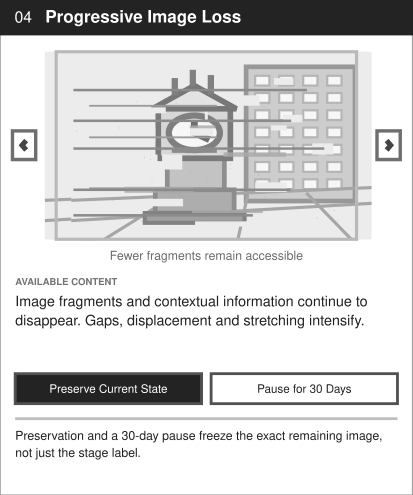 04 Progressive Image Loss
Fewer fragments remain accessible
AVAILABLE CONTENT
Image fragments and contextual information continue to
disappear. Gaps, displacement and stretching intensify.
Preserve Current State
Pause for 30 Days
Preservation and a 30-day pause freeze the exact remaining image,
not just the stage label.